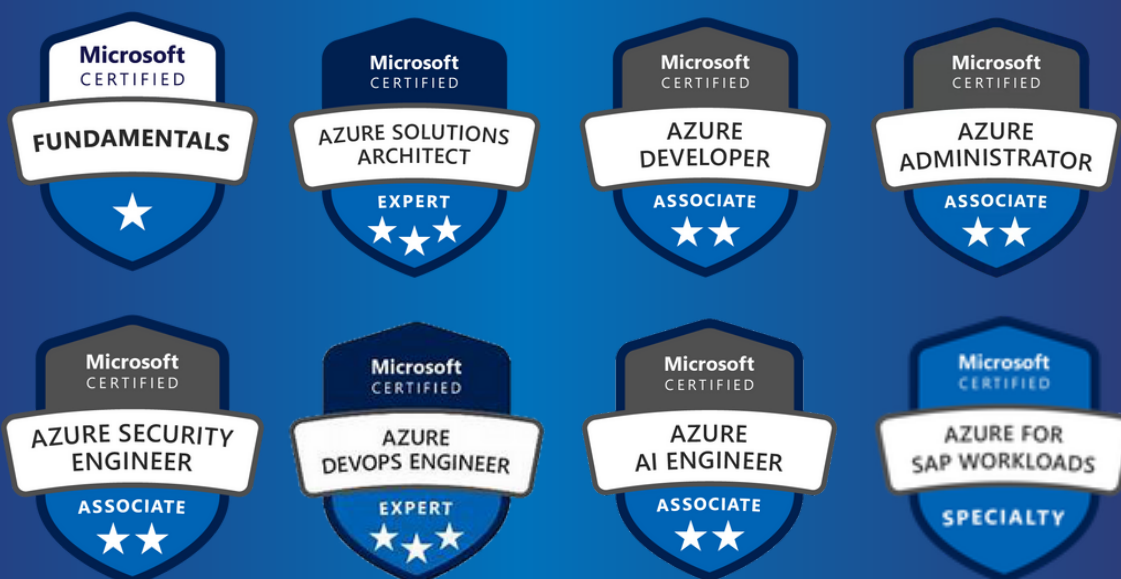 Microsoft
CERTIFIED
FUNDAMENTALS
Microsoft
CERTIFIED
AZURE SOLUTIONS
ARCHITECT
EXPERT
Microsoft
CERTIFIED
AZURE
DEVELOPER
ASSOCIATE
Microsoft
CERTIFIED
AZURE
ADMINISTRATOR
ASSOCIATE
Microsoft
CERTIFIED
AZURE SECURITY
ENGINEER
ASSOCIATE
Microsoft
CERTIFIED
AZURE
DEVOPS ENGINEER
EXPERT
Microsoft
CERTIFIED
AZURE
AI ENGINEER
ASSOCIATE
Microsoft
CERTIFIED
AZURE FOR
SAP WORKLOADS
SPECIALTY